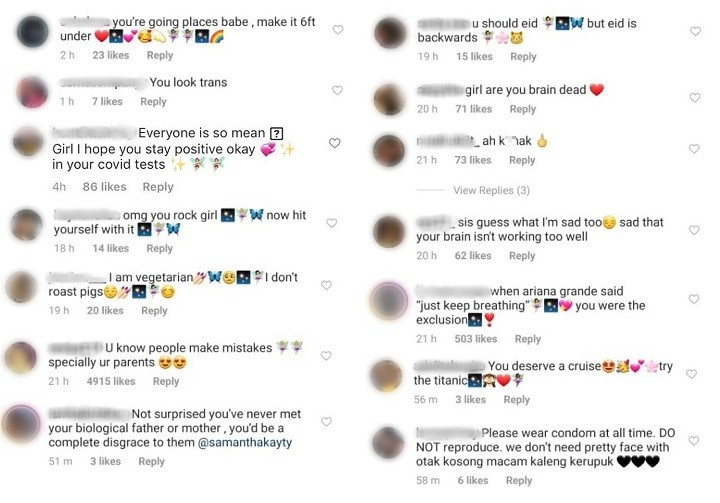 you're going places babe , make it 6ft
under ❤️🌃💕🥰💫🧚‍♀️🧚‍♀️🌃🌈
2 h 23 likes Reply
You look trans
1 h 7 likes Reply
Everyone is so mean ⍰
Girl I hope you stay positive okay 💞✨
in your covid tests ✨🧚‍♀️🧚‍♀️
4h 86 likes Reply
omg you rock girl 🌃🧚‍♀️🦋 now hit
yourself with it 🌃🧚‍♀️🦋
18 h 14 likes Reply
I am vegetarian💅🦋🥺🌃🧚‍♀️I don't
roast pigs😔💅🌃🧚‍♀️😊
19 h 20 likes Reply
U know people make mistakes 🧚‍♀️🧚‍♀️
specially ur parents 😍😍
21 h 4915 likes Reply
Not surprised you've never met
your biological father or mother , you'd be a
complete disgrace to them @samanthakayty
51 m 3 likes Reply
u should eid 🧚‍♀️🌃🦋 but eid is
backwards 🧚‍♀️🌸😺
19 h 15 likes Reply
girl are you brain dead ❤️
20 h 71 likes Reply
ah 🖕
21 h 73 likes Reply
View Replies (3)
sis guess what I'm sad too😔 sad that
your brain isn't working too well
20 h 62 likes Reply
when ariana grande said
"just keep breathing"🧚‍♀️🌃💖 you were the
exclusion🌃❣️
21 h 503 likes Reply
You deserve a cruise😍🥰💕🌸try
the titanic🌃🙈❤️🧚‍♀️
56 m 3 likes Reply
Please wear condom at all time. DO
NOT reproduce. we don't need pretty face with
otak kosong macam kaleng kerupuk 🖤🖤🖤
58 m 6 likes Reply